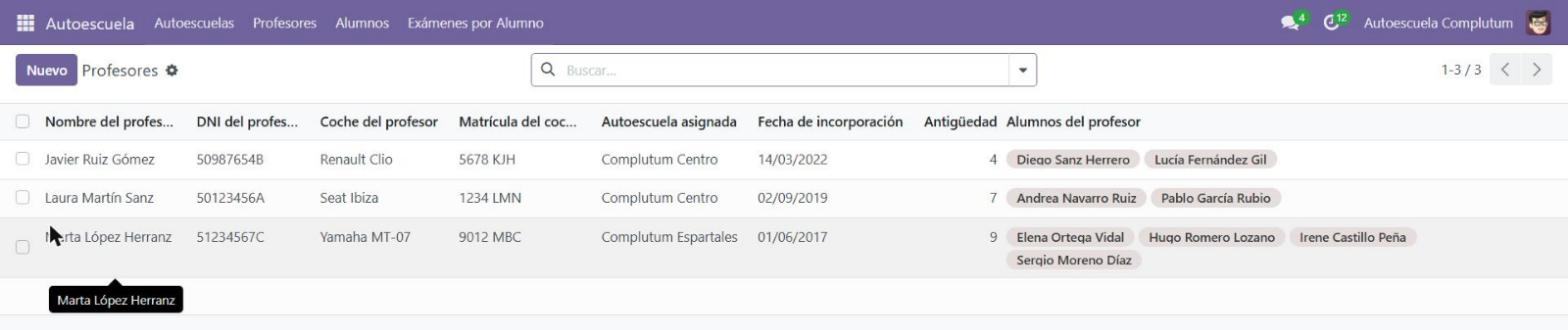 Autoescuela Autoescuelas Profesores Alumnos Exámenes por Alumno 4 12 Autoescuela Complutum
Nuevo Profesores Buscar... 1-3 / 3
Nombre del profes... DNI del profes... Coche del profesor Matrícula del coc... Autoescuela asignada Fecha de incorporación Antigüedad Alumnos del profesor
Javier Ruiz Gómez 50987654B Renault Clio 5678 KJH Complutum Centro 14/03/2022 4 Diego Sanz Herrero Lucía Fernández Gil
Laura Martín Sanz 50123456A Seat Ibiza 1234 LMN Complutum Centro 02/09/2019 7 Andrea Navarro Ruiz Pablo García Rubio
Marta López Herranz 51234567C Yamaha MT-07 9012 MBC Complutum Espartales 01/06/2017 9 Elena Ortega Vidal Hugo Romero Lozano Irene Castillo Peña
Sergio Moreno Díaz
Marta López Herranz